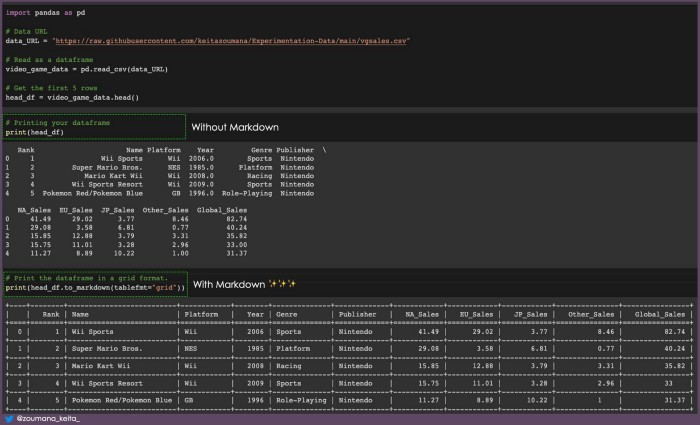 import pandas as pd
# Data URL
data_URL = "https://raw.githubusercontent.com/keitazoumana/Experimentation-Data/main/vgsales.csv"
# Read as a dataframe
video_game_data = pd.read_csv(data_URL)
# Get the first 5 rows
head_df = video_game_data.head()
# Printing your dataframe
print(head_df)
Without Markdown
Rank Name Platform Year Genre Publisher \
0 1 Wii Sports Wii 2006.0 Sports Nintendo
1 2 Super Mario Bros. NES 1985.0 Platform Nintendo
2 3 Mario Kart Wii Wii 2008.0 Racing Nintendo
3 4 Wii Sports Resort Wii 2009.0 Sports Nintendo
4 5 Pokemon Red/Pokemon Blue GB 1996.0 Role-Playing Nintendo
NA_Sales EU_Sales JP_Sales Other_Sales Global_Sales
0 41.49 29.02 3.77 8.46 82.74
1 29.08 3.58 6.81 0.77 40.24
2 15.85 12.88 3.79 3.31 35.82
3 15.75 11.01 3.28 2.96 33.00
4 11.27 8.89 10.22 1.00 31.37
# Print the dataframe in a grid format.
print(head_df.to_markdown(tablefmt="grid"))
With Markdown ✨✨✨
| | Rank | Name | Platform | Year | Genre | Publisher | NA_Sales | EU_Sales | JP_Sales | Other_Sales | Global_Sales |
| 0 | 1 | Wii Sports | Wii | 2006 | Sports | Nintendo | 41.49 | 29.02 | 3.77 | 8.46 | 82.74 |
| 1 | 2 | Super Mario Bros. | NES | 1985 | Platform | Nintendo | 29.08 | 3.58 | 6.81 | 0.77 | 40.24 |
| 2 | 3 | Mario Kart Wii | Wii | 2008 | Racing | Nintendo | 15.85 | 12.88 | 3.79 | 3.31 | 35.82 |
| 3 | 4 | Wii Sports Resort | Wii | 2009 | Sports | Nintendo | 15.75 | 11.01 | 3.28 | 2.96 | 33 |
| 4 | 5 | Pokemon Red/Pokemon Blue | GB | 1996 | Role-Playing | Nintendo | 11.27 | 8.89 | 10.22 | 1 | 31.37 |
@zoumana_keita_